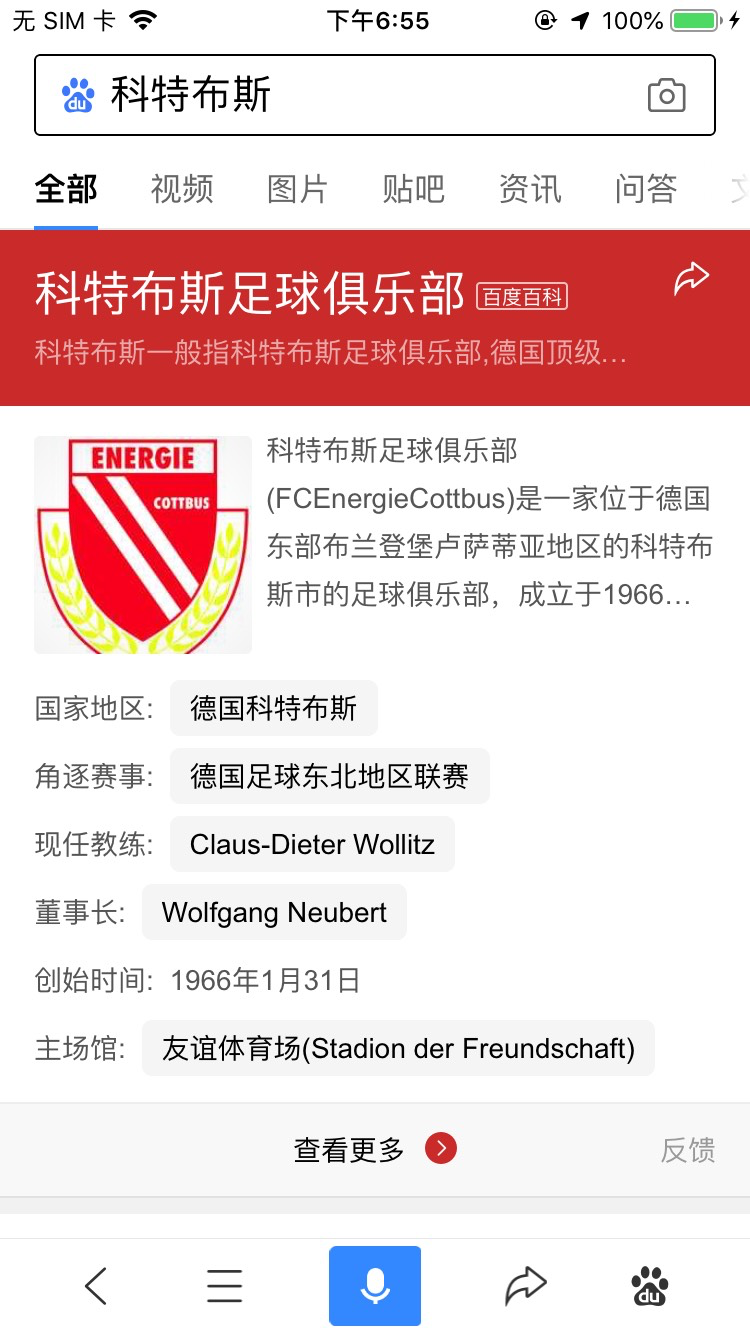 无 SIM 卡 下午6:55 100%
du 科特布斯
全部 视频 图片 贴吧 资讯 问答
科特布斯足球俱乐部 百度百科
科特布斯一般指科特布斯足球俱乐部,德国顶级...
ENERGIE
COTTBUS
科特布斯足球俱乐部
(FCEnergieCottbus)是一家位于德国
东部布兰登堡卢萨蒂亚地区的科特布
斯市的足球俱乐部，成立于1966...
国家地区: 德国科特布斯
角逐赛事: 德国足球东北地区联赛
现任教练: Claus-Dieter Wollitz
董事长: Wolfgang Neubert
创始时间: 1966年1月31日
主场馆: 友谊体育场(Stadion der Freundschaft)
查看更多 反馈
du